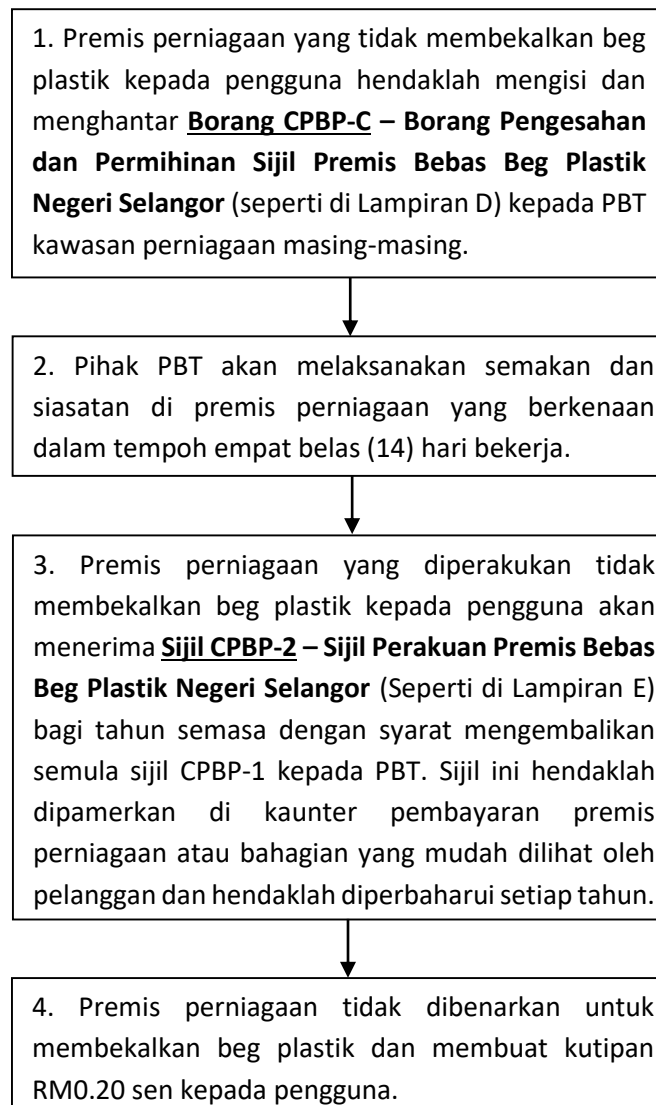 1. Premis perniagaan yang tidak membekalkan beg
plastik kepada pengguna hendaklah mengisi dan
menghantar Borang CPBP-C – Borang Pengesahan
dan Permihinan Sijil Premis Bebas Beg Plastik
Negeri Selangor (seperti di Lampiran D) kepada PBT
kawasan perniagaan masing-masing.
2. Pihak PBT akan melaksanakan semakan dan
siasatan di premis perniagaan yang berkenaan
dalam tempoh empat belas (14) hari bekerja.
3. Premis perniagaan yang diperakukan tidak
membekalkan beg plastik kepada pengguna akan
menerima Sijil CPBP-2 – Sijil Perakuan Premis Bebas
Beg Plastik Negeri Selangor (Seperti di Lampiran E)
bagi tahun semasa dengan syarat mengembalikan
semula sijil CPBP-1 kepada PBT. Sijil ini hendaklah
dipamerkan di kaunter pembayaran premis
perniagaan atau bahagian yang mudah dilihat oleh
pelanggan dan hendaklah diperbaharui setiap tahun.
4. Premis perniagaan tidak dibenarkan untuk
membekalkan beg plastik dan membuat kutipan
RM0.20 sen kepada pengguna.